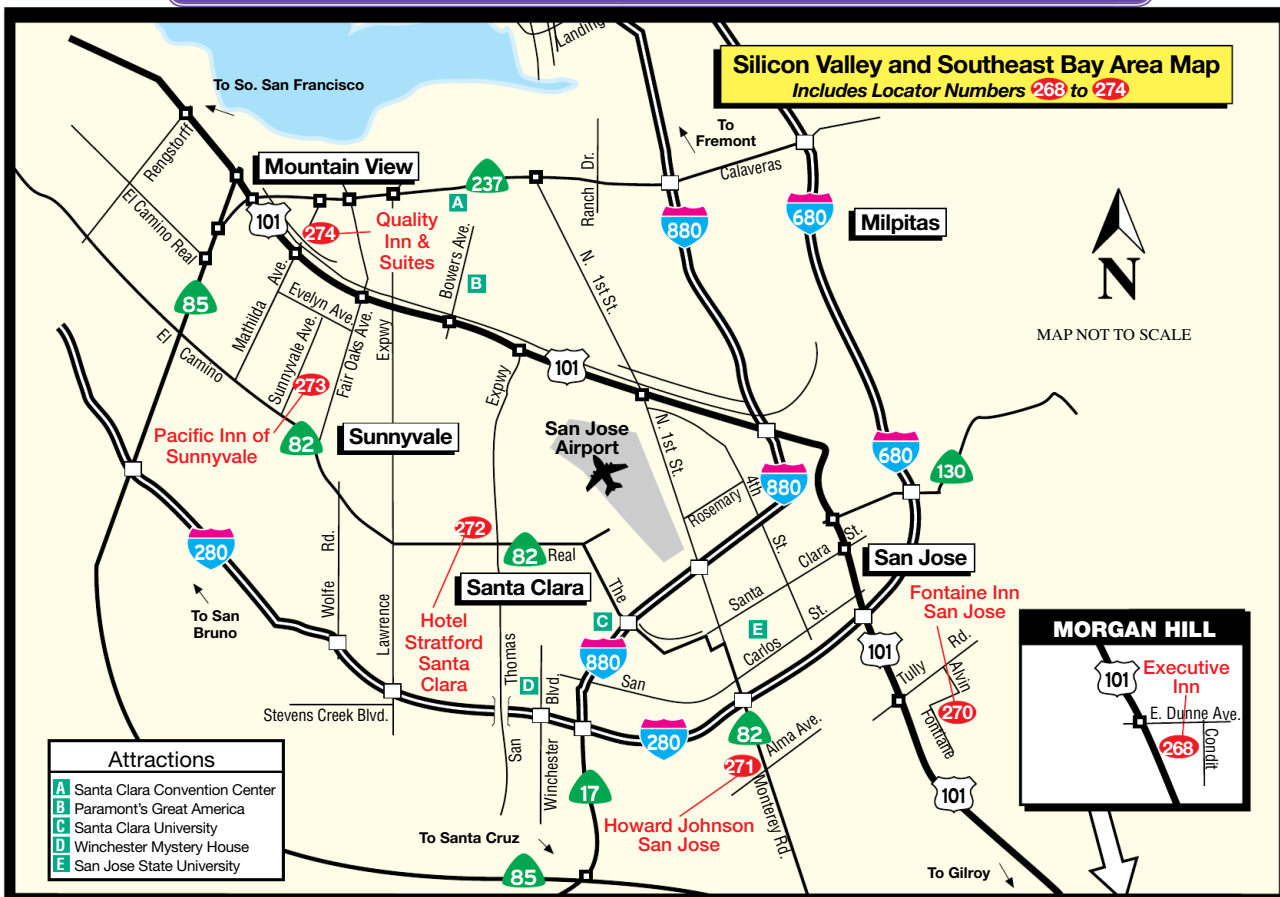 Landing
Silicon Valley and Southeast Bay Area Map
Includes Locator Numbers 268 to 274
To So. San Francisco
To
Fremont
Calaveras
Rengstorff
Mountain View
237
Ranch Dr.
880
680
Milpitas
A
El Camino Real
101
274
Quality
Inn &
Suites
Bowers Ave.
B
N. 1st St.
N
MAP NOT TO SCALE
85
Mathilda Ave.
Evelyn Ave.
Sunnyvale Ave.
Fair Oaks Ave.
Expwy
Expwy
101
El Camino
273
Pacific Inn of
Sunnyvale
82
Sunnyvale
San Jose
Airport
N. 1st St.
4th St.
Rosemary
880
680
130
280
To San
Bruno
Wolfe Rd.
Lawrence
272
82
Real
Santa Clara
The
Santa Clara St.
San Jose
Hotel
Stratford
Santa
Clara
San Thomas
C
E
880
San Carlos St.
D
Winchester Blvd.
Fontaine Inn
San Jose
101
Tully Rd.
Alvin
270
Fontiane
Stevens Creek Blvd.
280
82
Alma Ave.
271
Monterey Rd.
Howard Johnson
San Jose
17
101
To Santa Cruz
85
To Gilroy
MORGAN HILL
101
Executive
Inn
E. Dunne Ave.
268
Condit
Attractions
A Santa Clara Convention Center
B Paramont's Great America
C Santa Clara University
D Winchester Mystery House
E San Jose State University